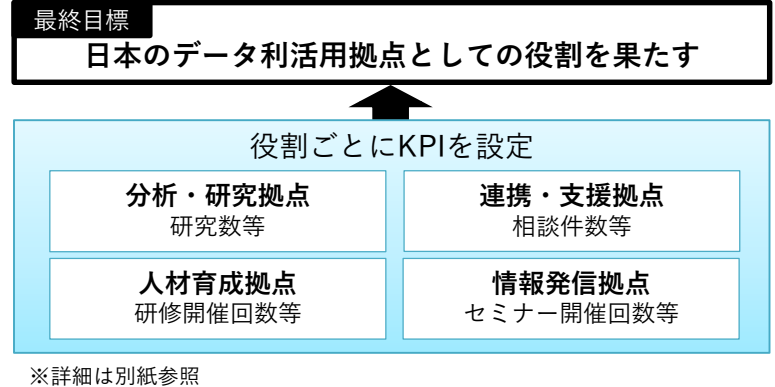 最終目標
日本のデータ利活用拠点としての役割を果たす
役割ごとにKPIを設定
分析・研究拠点
研究数等
連携・支援拠点
相談件数等
人材育成拠点
研修開催回数等
情報発信拠点
セミナー開催回数等
※詳細は別紙参照